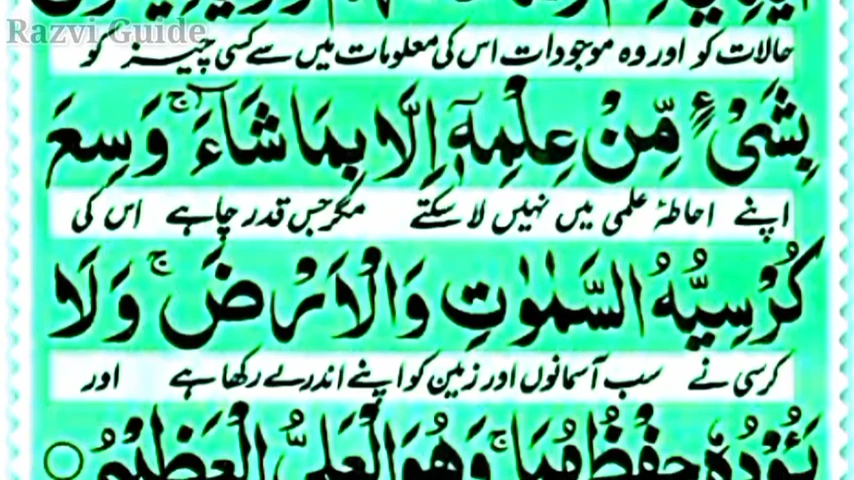 Razvi Guide
حالات کو اور وہ موجودات اس کی معلومات میں سے کسی چیز کو
بِشَیْءٍ مِّنْ عِلْمِهٖۤ اِلَّا بِمَا شَآءَ ۚ وَسِعَ
اپنے احاطۂ علمی میں نہیں لا سکتے مگر جس قدر چاہے اس کی
کُرْسِیُّهُ السَّمٰوٰتِ وَالْاَرْضَ ۚ وَلَا
کرسی نے سب آسمانوں اور زمین کو اپنے اندر لے رکھا ہے اور
یَـُٔوْدُهٗ حِفْظُهُمَا ۚ وَهُوَ الْعَلِیُّ الْعَظِیْمُ